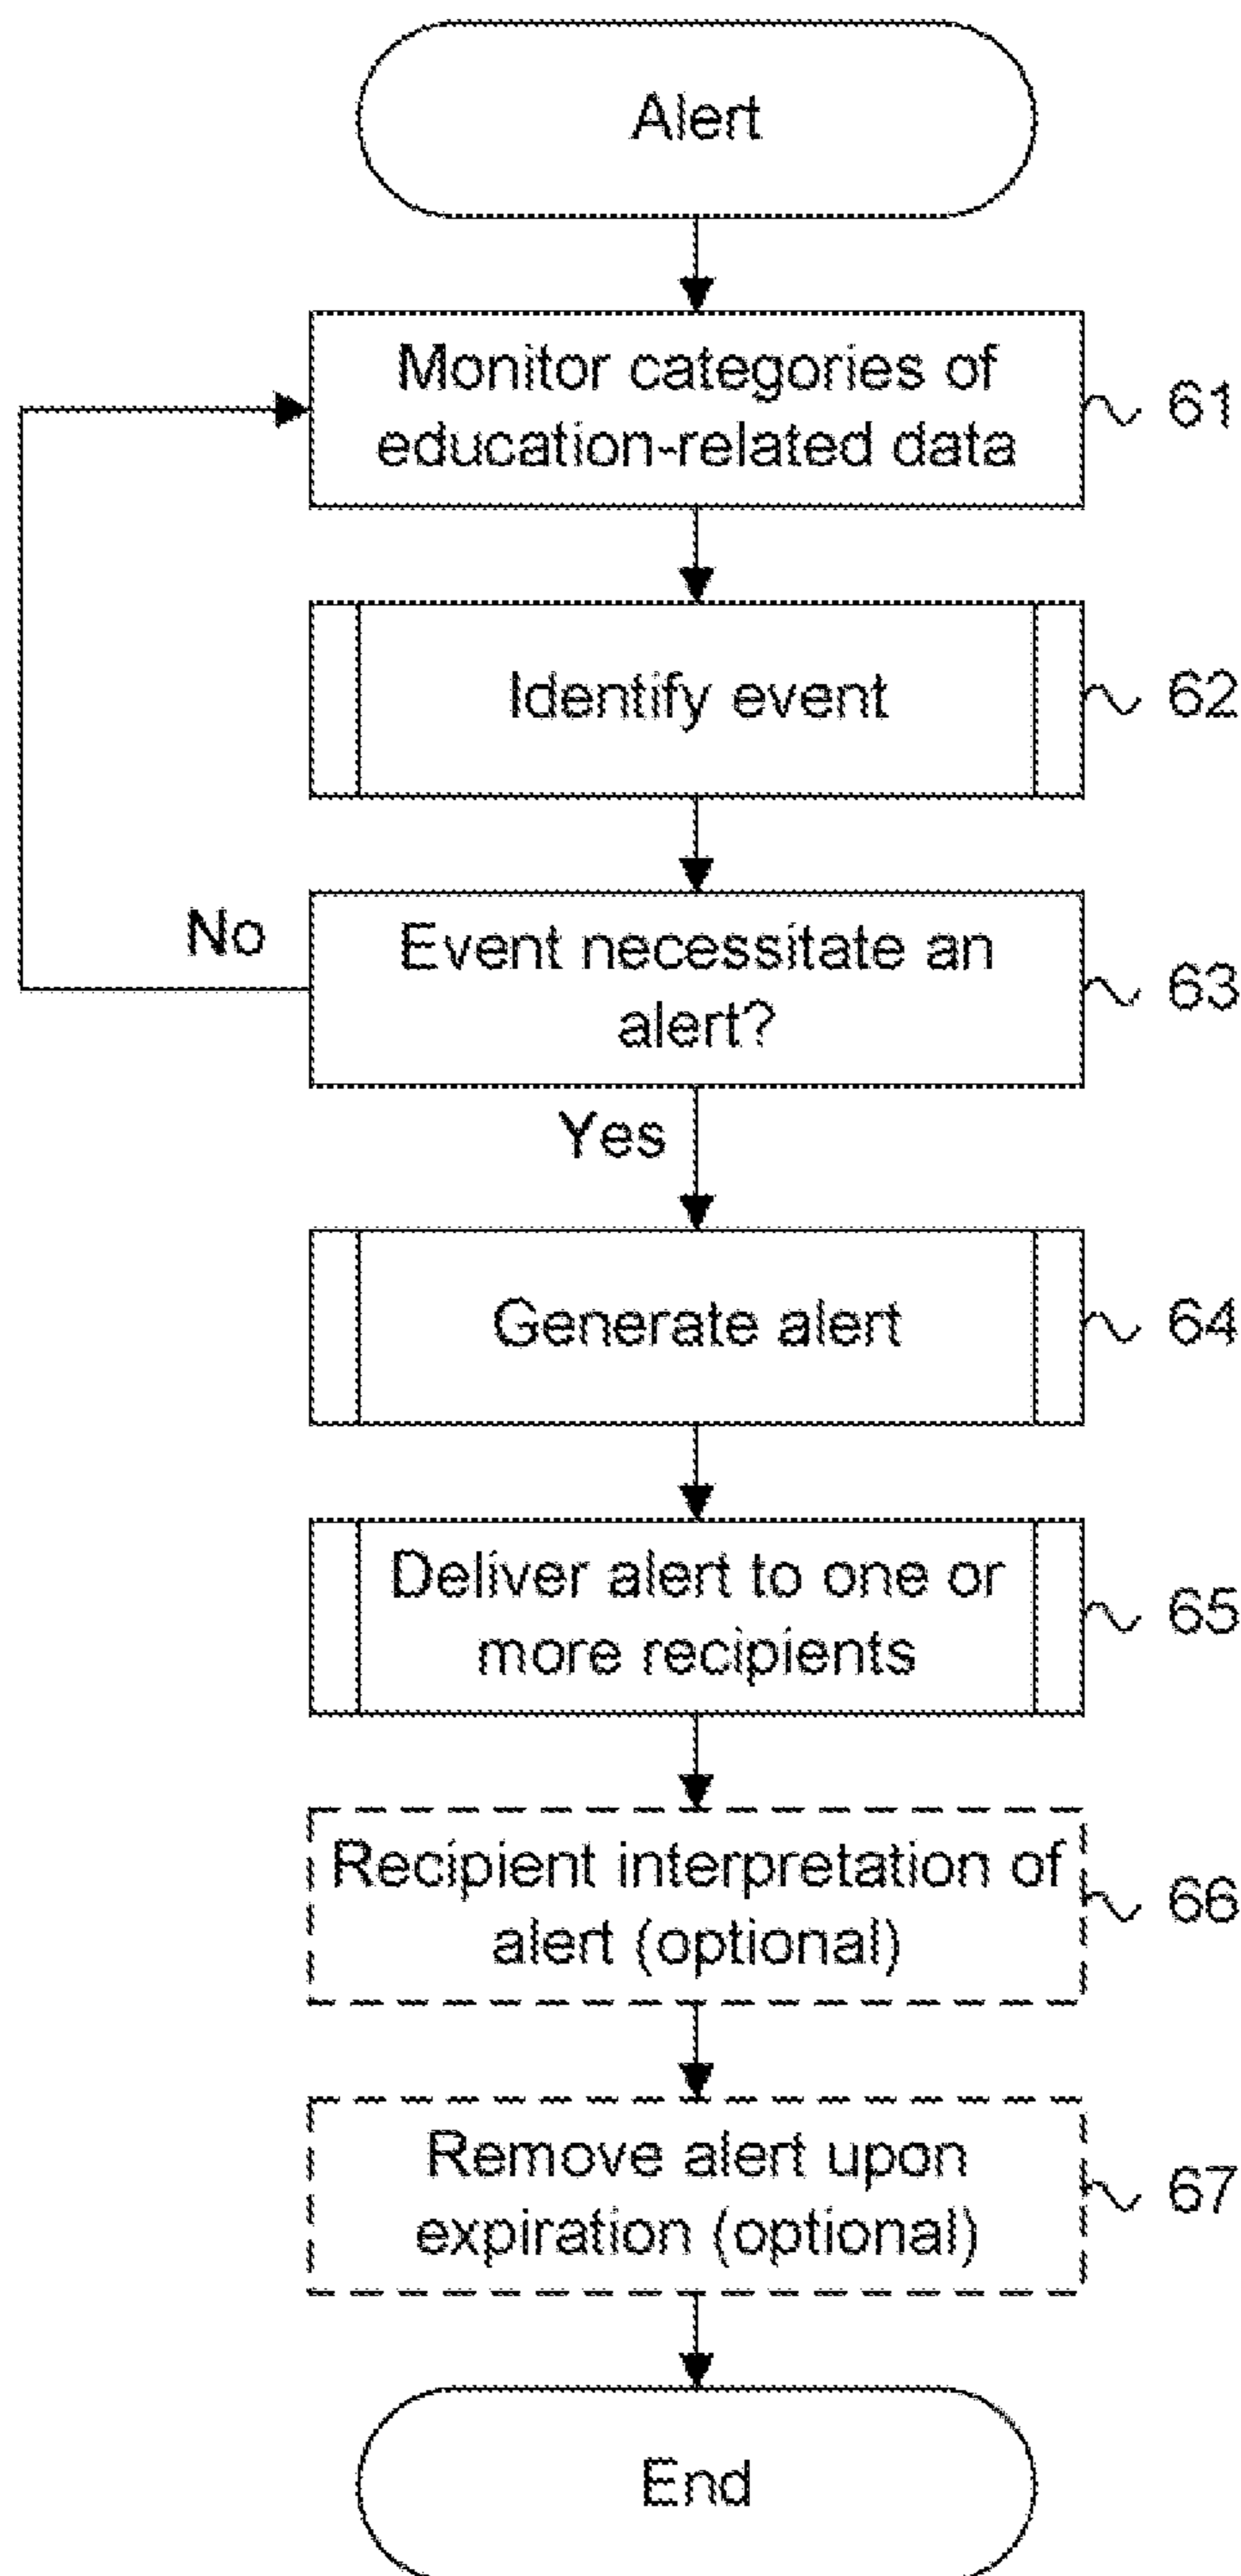 Alert
Monitor categories of
education-related data
61
Identify event
62
No
Event necessitate an
alert?
63
Yes
Generate alert
64
Deliver alert to one or
more recipients
65
Recipient interpretation of
alert (optional)
66
Remove alert upon
expiration (optional)
67
End